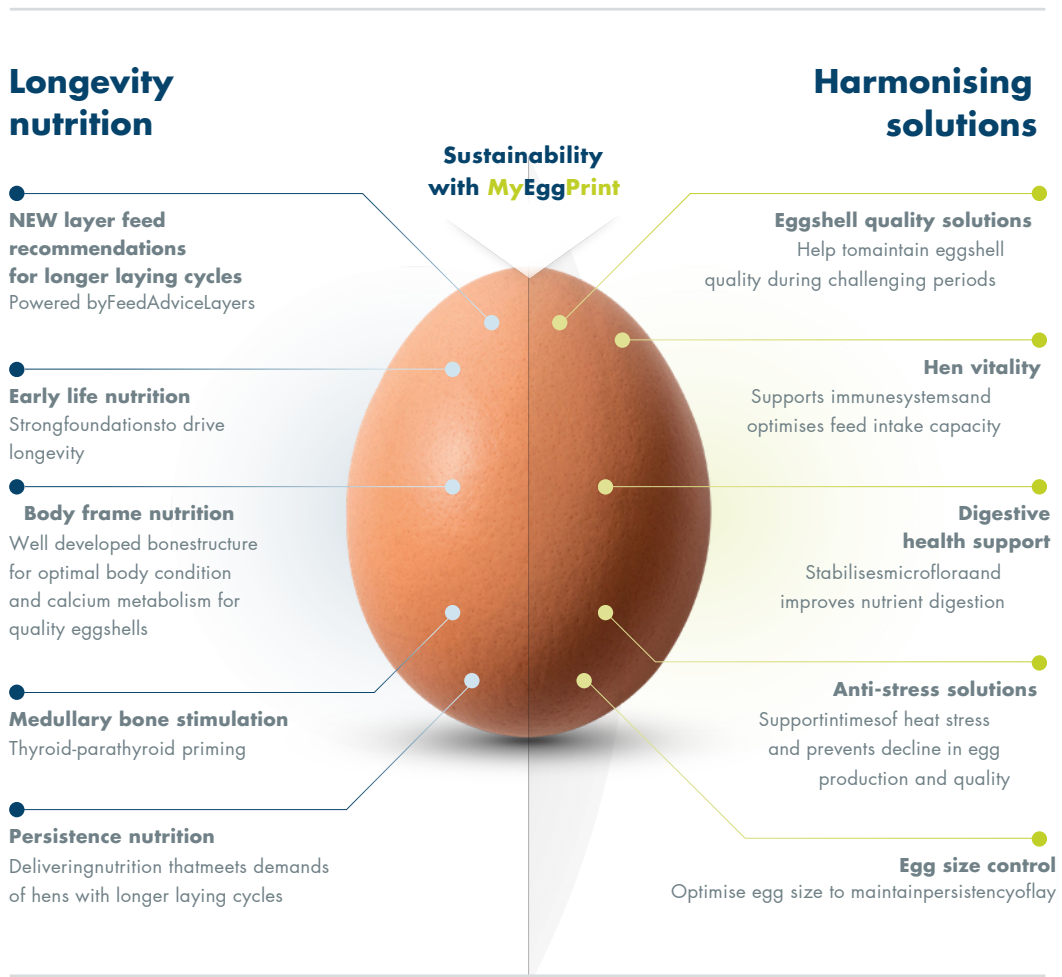 Longevity
nutrition
Harmonising
solutions
Sustainability
with MyEggPrint
NEW layer feed
recommendations
for longer laying cycles
Powered byFeedAdviceLayers
Early life nutrition
Strongfoundationsto drive
longevity
Body frame nutrition
Well developed bonestructure
for optimal body condition
and calcium metabolism for
quality eggshells
Medullary bone stimulation
Thyroid-parathyroid priming
Persistence nutrition
Deliveringnutrition thatmeets demands
of hens with longer laying cycles
Eggshell quality solutions
Help tomaintain eggshell
quality during challenging periods
Hen vitality
Supports immunesystemsand
optimises feed intake capacity
Digestive
health support
Stabilisesmicrofloraand
improves nutrient digestion
Anti-stress solutions
Supportintimesof heat stress
and prevents decline in egg
production and quality
Egg size control
Optimise egg size to maintainpersistencyoflay